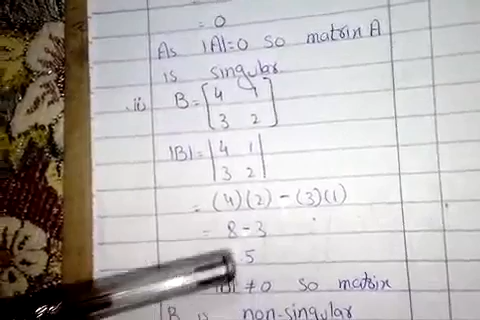 = 0
As |A|=0 so matrix A
is singular
ii) B = [4 1
3 2]
|B| = |4 1
3 2|
= (4)(2) - (3)(1)
= 8 - 3
5
|B| ≠ 0 so matrix
B is non-singular